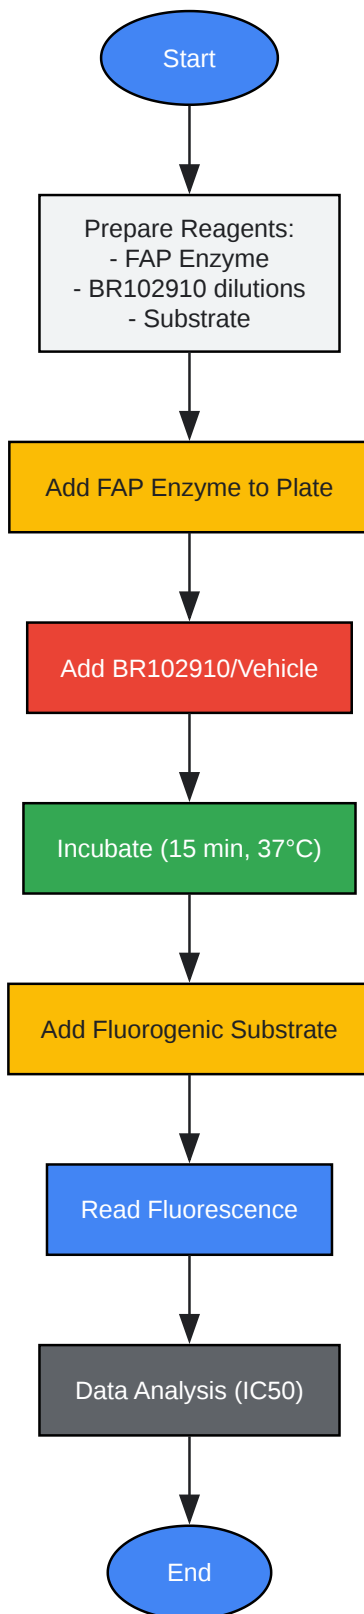 Start
Prepare Reagents:
- FAP Enzyme
- BR102910 dilutions
- Substrate
Add FAP Enzyme to Plate
Add BR102910/Vehicle
Incubate (15 min, 37°C)
Add Fluorogenic Substrate
Read Fluorescence
Data Analysis (IC50)
End